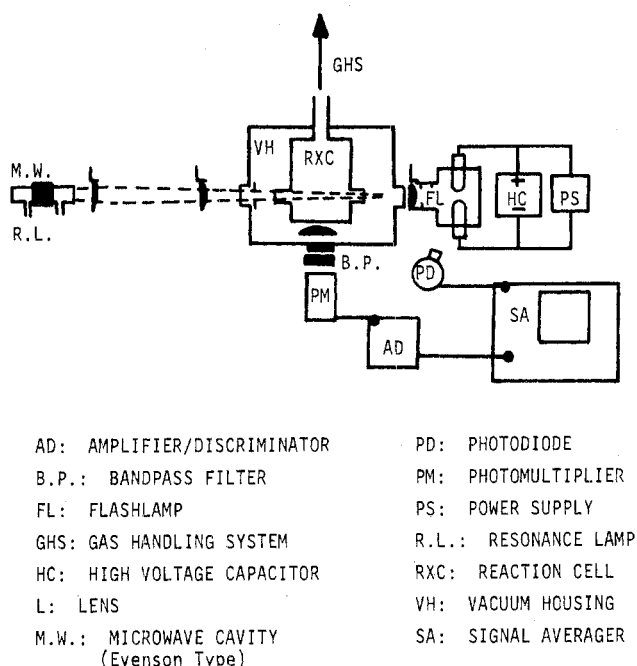 GHS
VH
RXC
M.W.
R.L.
FL
HC
PS
B.P.
PD
PM
SA
AD
AD: AMPLIFIER/DISCRIMINATOR
B.P.: BANDPASS FILTER
FL: FLASHLAMP
GHS: GAS HANDLING SYSTEM
HC: HIGH VOLTAGE CAPACITOR
L: LENS
M.W.: MICROWAVE CAVITY
(Evenson Type)
PD: PHOTODIODE
PM: PHOTOMULTIPLIER
PS: POWER SUPPLY
R.L.: RESONANCE LAMP
RXC: REACTION CELL
VH: VACUUM HOUSING
SA: SIGNAL AVERAGER